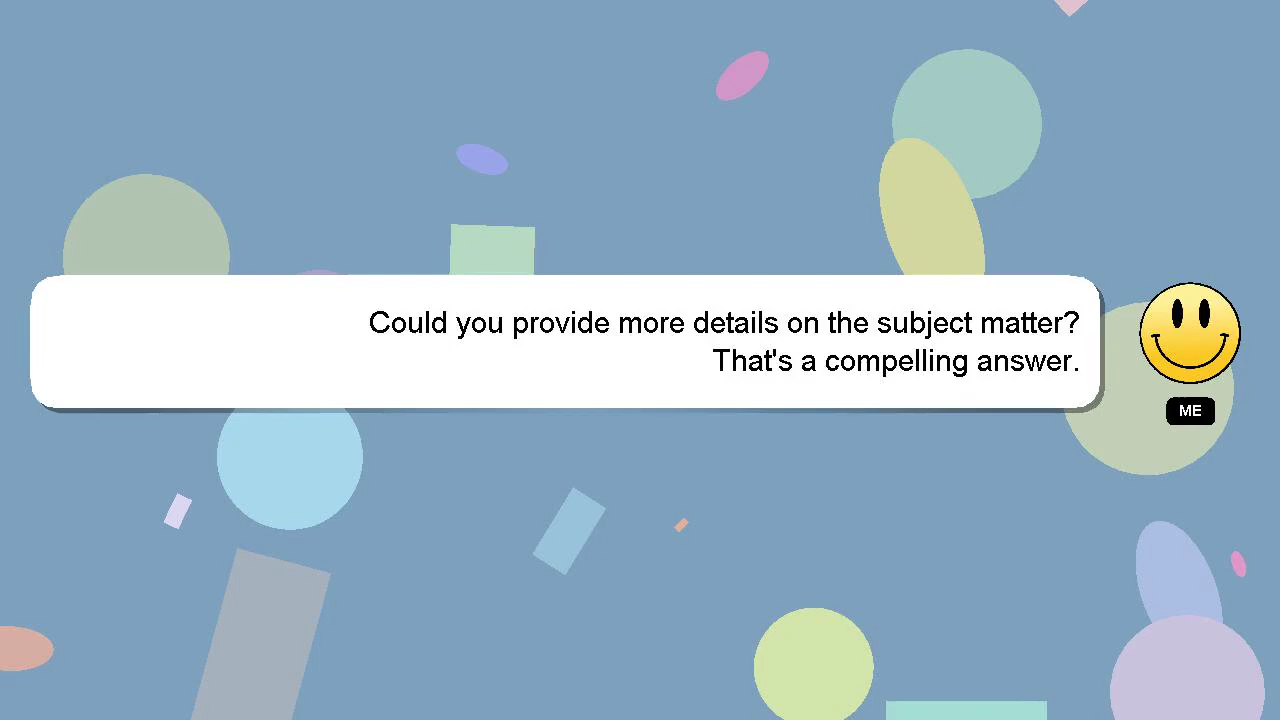 Could you provide more details on the subject matter?
That's a compelling answer.
ME